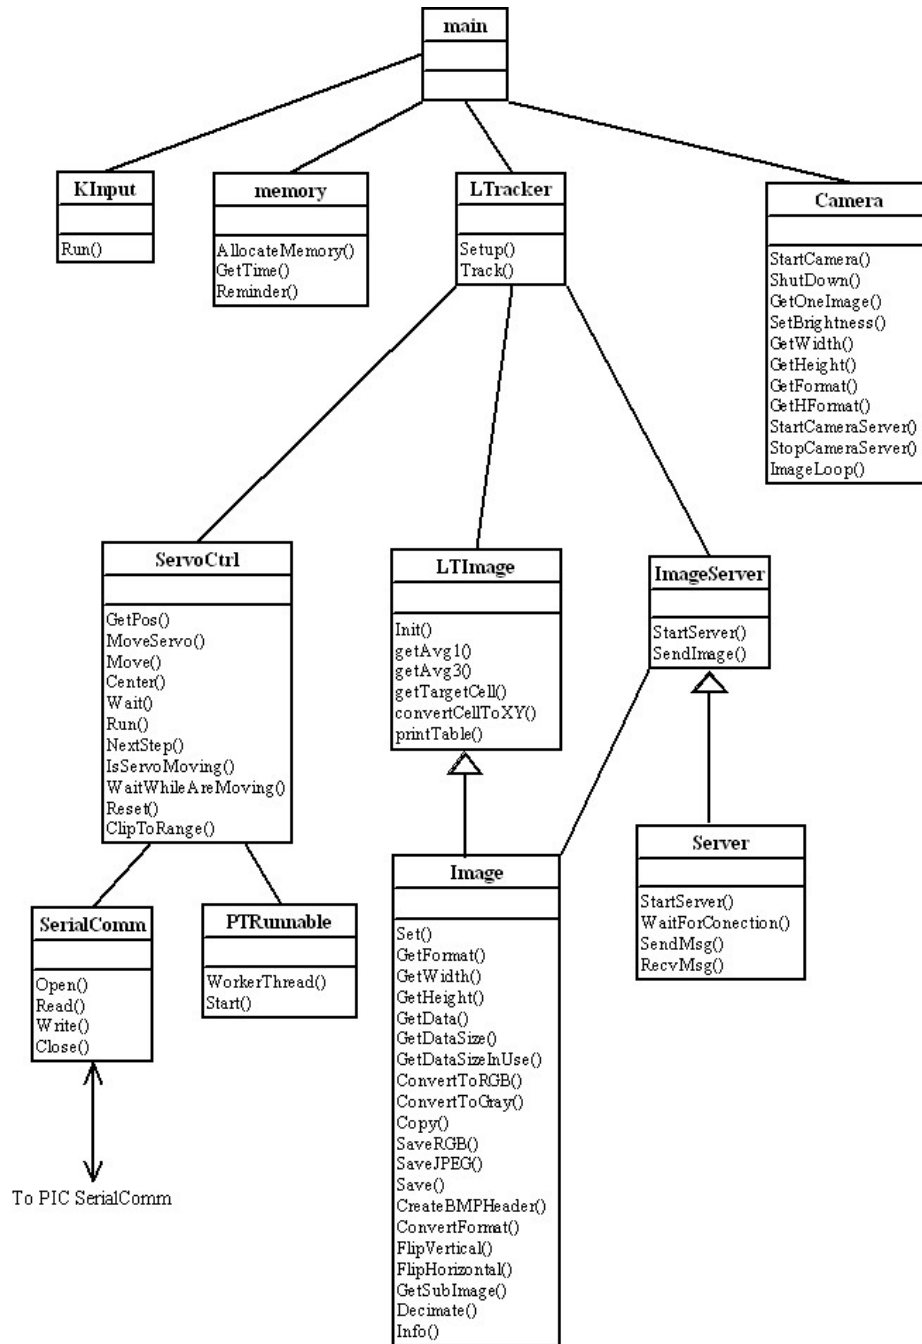 main
KInput
Run()
memory
AllocateMemory()
GetTime()
Reminder()
LTracker
Setup()
Track()
Camera
StartCamera()
ShutDown()
GetOneImage()
SetBrightness()
GetWidth()
GetHeight()
GetFormat()
GetHFormat()
StartCameraServer()
StopCameraServer()
ImageLoop()
ServoCtrl
GetPos()
MoveServo()
Move()
Center()
Wait()
Run()
NextStep()
IsServoMoving()
WaitWhileAreMoving()
Reset()
ClipToRange()
LTImage
Init()
getAvg1()
getAvg3()
getTargetCell()
convertCellToXY()
printTable()
ImageServer
StartServer()
SendImage()
SerialComm
Open()
Read()
Write()
Close()
PTRunnable
WorkerThread()
Start()
Image
Set()
GetFormat()
GetWidth()
GetHeight()
GetData()
GetDataSize()
GetDataSizeInUse()
ConvertToRGB()
ConvertToGray()
Copy()
SaveRGB()
SaveJPEG()
Save()
CreateBMPHeader()
ConvertFormat()
FlipVertical()
FlipHorizontal()
GetSubImage()
Decimate()
Info()
Server
StartServer()
WaitForConection()
SendMsg()
RecvMsg()
To PIC SerialComm